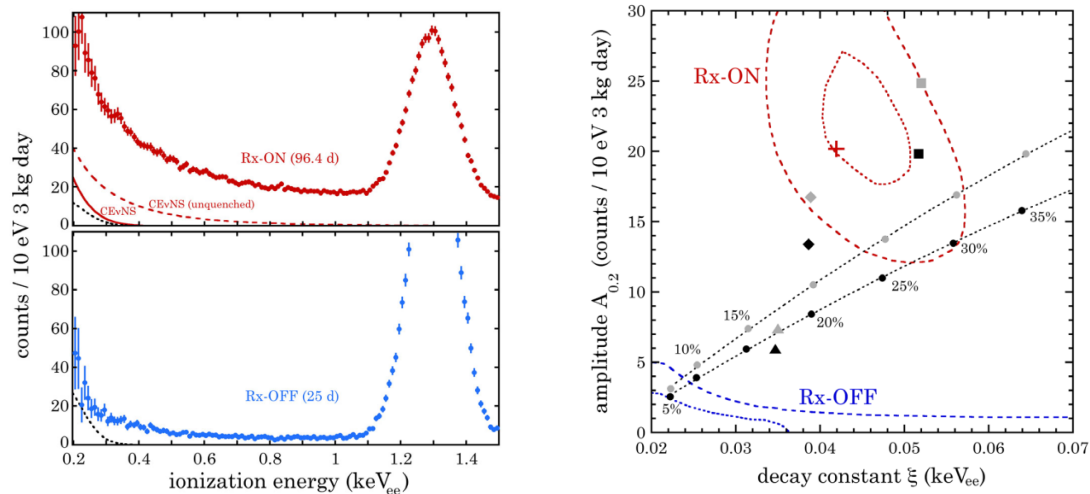 counts / 10 eV 3 kg day
100
80
60
40
20
0
Rx-ON (96.4 d)
CEνNS
CEνNS (unquenched)
100
80
60
40
20
0
Rx-OFF (25 d)
0.2 0.4 0.6 0.8 1.0 1.2 1.4
ionization energy (keVee)
amplitude A0.2 (counts / 10 eV 3 kg day)
30
25
20
15
10
5
0
Rx-ON
35%
30%
25%
20%
15%
10%
5%
Rx-OFF
0.02 0.03 0.04 0.05 0.06 0.07
decay constant ξ (keVee)